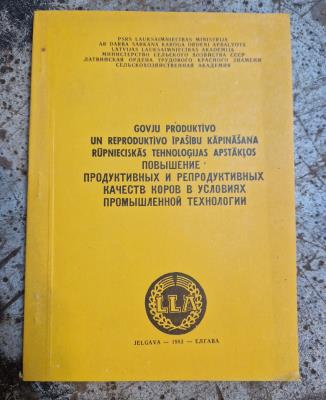 PSRS LAUKSAIMNIECĪBAS MINISTRIJA
AR DARBA SARKANĀ KAROGA ORDENI APBALVOTĀ
LATVIJAS LAUKSAIMNIECĪBAS AKADĒMIJA
МИНИСТЕРСТВО СЕЛЬСКОГО ХОЗЯЙСТВА СССР
ЛАТВИЙСКАЯ ОРДЕНА ТРУДОВОГО КРАСНОГО ЗНАМЕНИ
СЕЛЬСКОХОЗЯЙСТВЕННАЯ АКАДЕМИЯ
GOVJU PRODUKTĪVO
UN REPRODUKTĪVO ĪPAŠĪBU KĀPINĀŠANA
RŪPNIECISKĀS TEHNOLOĢIJAS APSTĀKĻOS
ПОВЫШЕНИЕ
ПРОДУКТИВНЫХ И РЕПРОДУКТИВНЫХ
КАЧЕСТВ КОРОВ В УСЛОВИЯХ
ПРОМЫШЛЕННОЙ ТЕХНОЛОГИИ
LLA
JELGAVA — 1983 — ЕЛГАВА